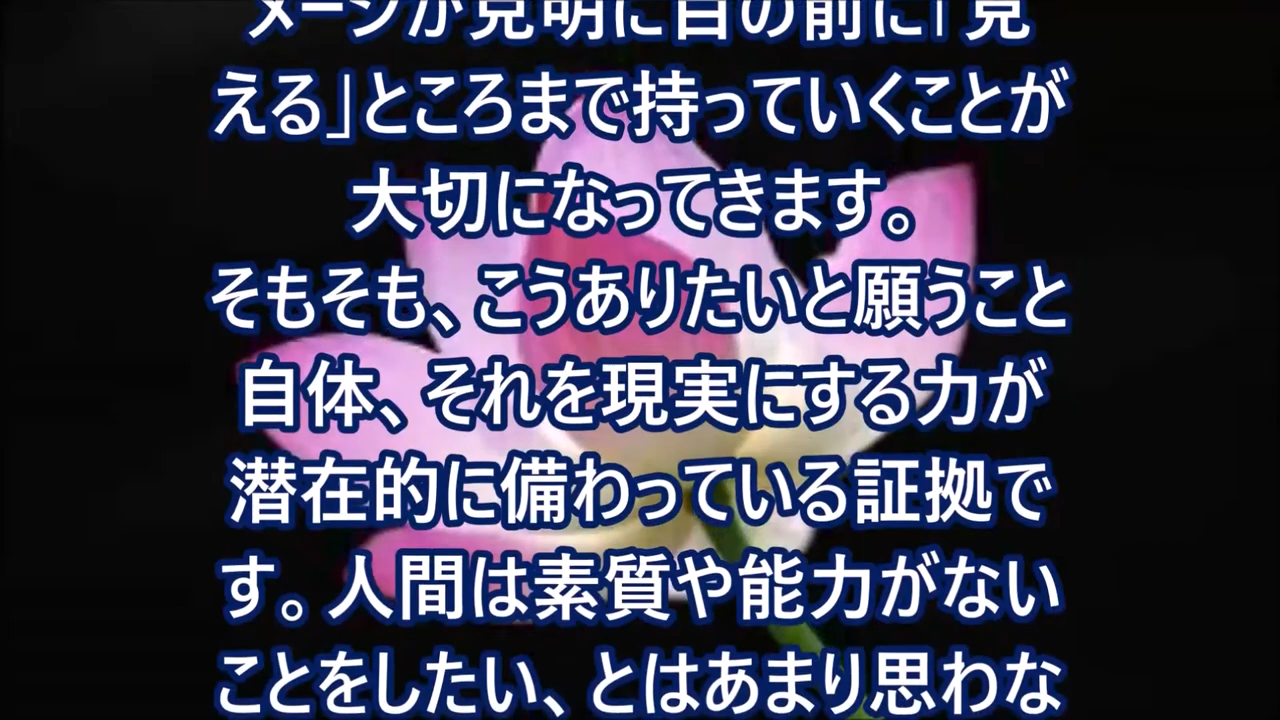 メージが克明に目の前に「見
える」ところまで持っていくことが
大切になってきます。
そもそも、こうありたいと願うこと
自体、それを現実にする力が
潜在的に備わっている証拠で
す。人間は素質や能力がない
ことをしたい、とはあまり思わな